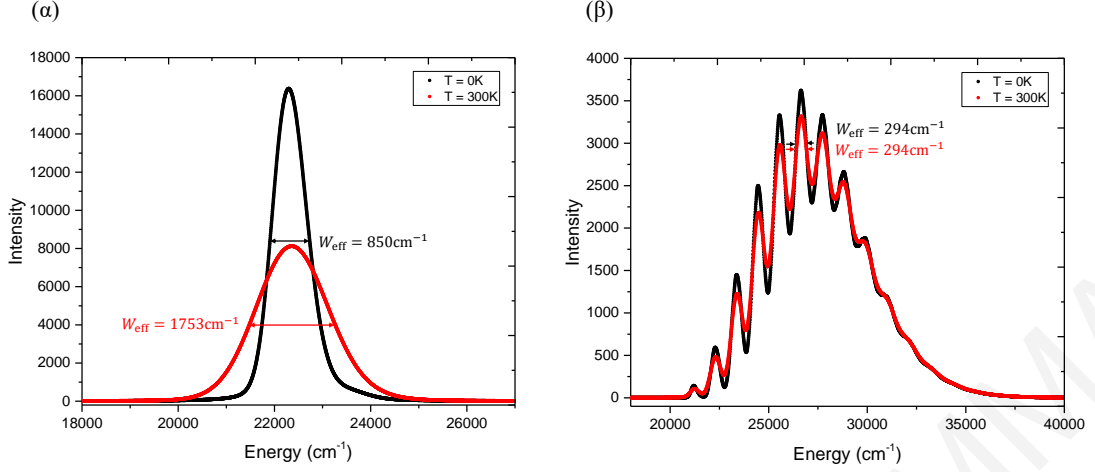 (α)
(β)
18000
16000
14000
12000
10000
8000
6000
4000
2000
0
Intensity
18000
20000
22000
24000
26000
Energy (cm⁻¹)
T = 0K
T = 300K
W_eff = 850cm⁻¹
W_eff = 1753cm⁻¹
4000
3500
3000
2500
2000
1500
1000
500
0
Intensity
20000
25000
30000
35000
40000
Energy (cm⁻¹)
T = 0K
T = 300K
W_eff = 294cm⁻¹
W_eff = 294cm⁻¹